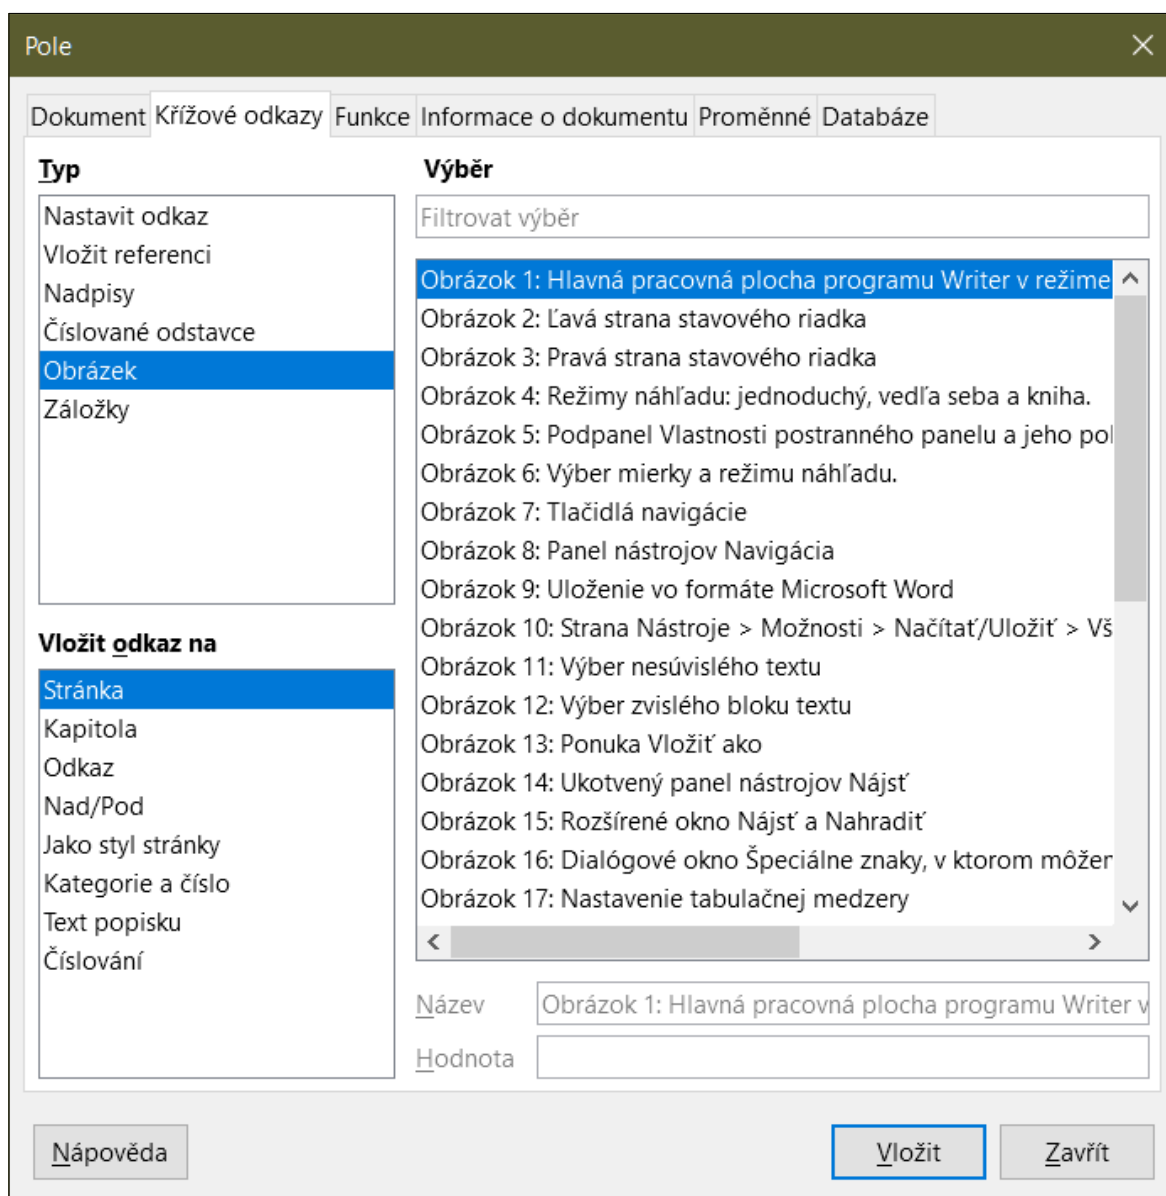 Pole
Dokument Křížové odkazy Funkce Informace o dokumentu Proměnné Databáze
Typ
Nastavit odkaz
Vložit referenci
Nadpisy
Číslované odstavce
Obrázek
Záložky
Vložit odkaz na
Stránka
Kapitola
Odkaz
Nad/Pod
Jako styl stránky
Kategorie a číslo
Text popisku
Číslování
Výběr
Filtrovat výběr
Obrázok 1: Hlavná pracovná plocha programu Writer v režime
Obrázok 2: Ľavá strana stavového riadka
Obrázok 3: Pravá strana stavového riadka
Obrázok 4: Režimy náhľadu: jednoduchý, vedľa seba a kniha.
Obrázok 5: Podpanel Vlastnosti postranného panelu a jeho pol
Obrázok 6: Výber mierky a režimu náhľadu.
Obrázok 7: Tlačidlá navigácie
Obrázok 8: Panel nástrojov Navigácia
Obrázok 9: Uloženie vo formáte Microsoft Word
Obrázok 10: Strana Nástroje > Možnosti > Načítať/Uložiť > Vš
Obrázok 11: Výber nesúvislého textu
Obrázok 12: Výber zvislého bloku textu
Obrázok 13: Ponuka Vložiť ako
Obrázok 14: Ukotvený panel nástrojov Nájsť
Obrázok 15: Rozšírené okno Nájsť a Nahradiť
Obrázok 16: Dialógové okno Špeciálne znaky, v ktorom môžer
Obrázok 17: Nastavenie tabulačnej medzery
Název Obrázok 1: Hlavná pracovná plocha programu Writer v
Hodnota
Nápověda Vložit Zavřít